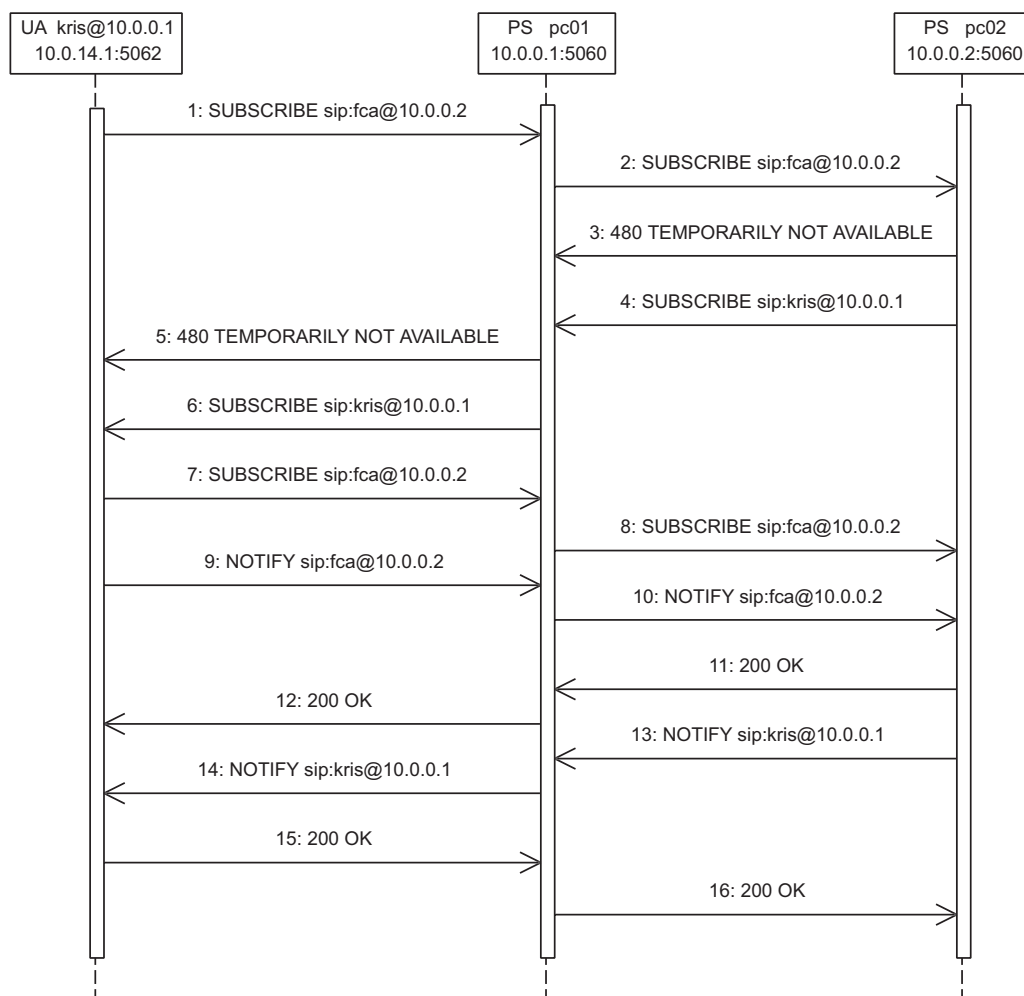 UA kris@10.0.0.1
10.0.14.1:5062
PS pc01
10.0.0.1:5060
PS pc02
10.0.0.2:5060
1: SUBSCRIBE sip:fca@10.0.0.2
2: SUBSCRIBE sip:fca@10.0.0.2
3: 480 TEMPORARILY NOT AVAILABLE
4: SUBSCRIBE sip:kris@10.0.0.1
5: 480 TEMPORARILY NOT AVAILABLE
6: SUBSCRIBE sip:kris@10.0.0.1
7: SUBSCRIBE sip:fca@10.0.0.2
8: SUBSCRIBE sip:fca@10.0.0.2
9: NOTIFY sip:fca@10.0.0.2
10: NOTIFY sip:fca@10.0.0.2
11: 200 OK
12: 200 OK
13: NOTIFY sip:kris@10.0.0.1
14: NOTIFY sip:kris@10.0.0.1
15: 200 OK
16: 200 OK